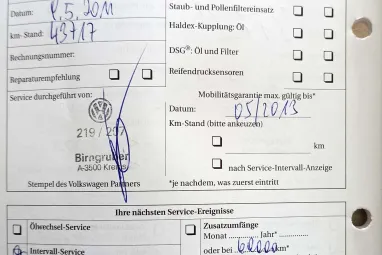 Datum: 4.5.2011
km-Stand: 43717
Rechnungsnummer:
Reparaturempfehlung
Service durchgeführt von:
219 / 207
Birngruber
A-3500 Krems
Stempel des Volkswagen Partners
Staub- und Pollenfiltereinsatz
Haldex-Kupplung: Öl
DSG®: Öl und Filter
Reifendrucksensoren
Mobilitätsgarantie max. gültig bis*
Datum: 05/2013
Km-Stand (bitte ankreuzen)
km
nach Service-Intervall-Anzeige
*je nachdem, was zuerst eintritt
Ihre nächsten Service-Ereignisse
Ölwechsel-Service
Intervall-Service
Zusatzumfänge
Monat ............ Jahr*
oder bei 60000 km*